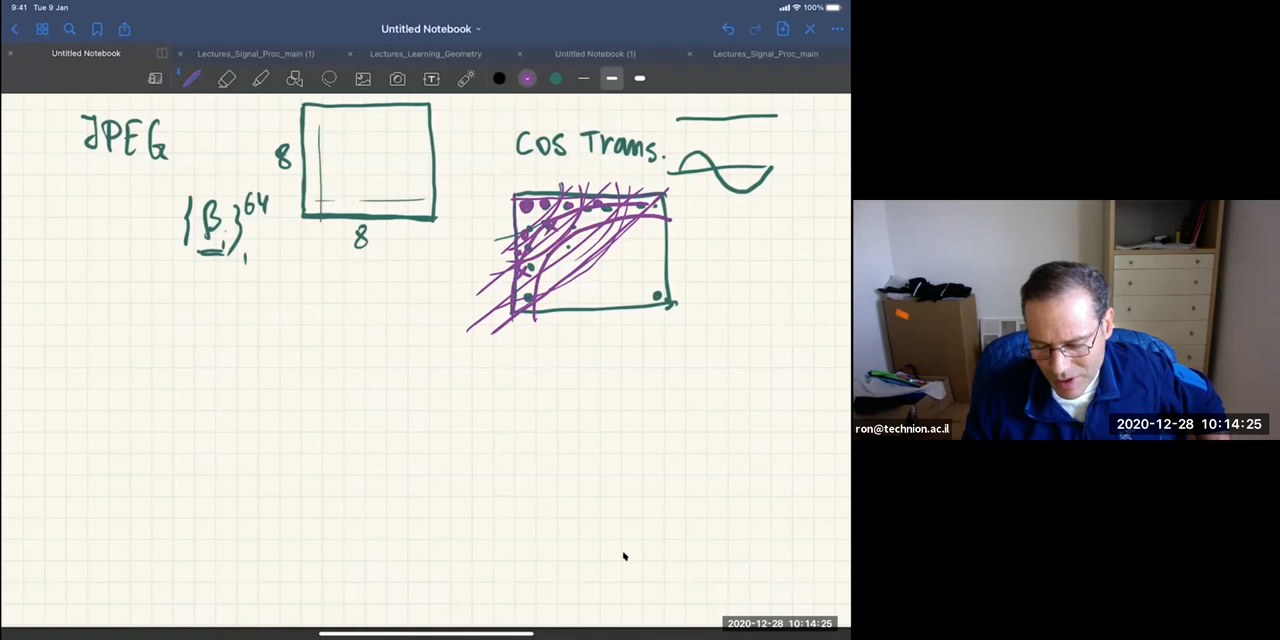 9:41 Tue 9 Jan
100%
Untitled Notebook
Untitled Notebook
Lectures_Signal_Proc_main (1)
Lectures_Learning_Geometry
Untitled Notebook (1)
Lectures_SIgnal_Proc_main
T
JPEG
8
8
{βi}64
1
Cos Trans.
ron@technion.ac.il
2020-12-28 10:14:25
2020-12-28 10:14:25